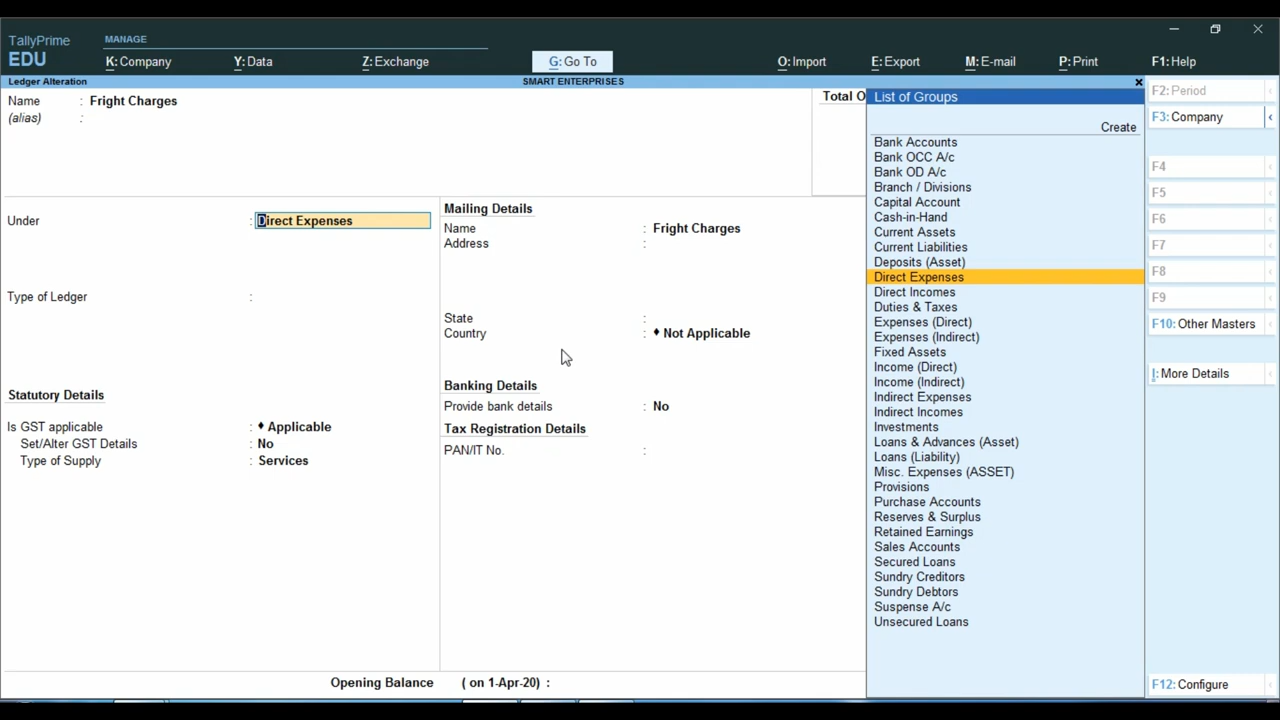 TallyPrime
EDU
MANAGE
K: Company
Y: Data
Z: Exchange
G: Go To
O: Import
E: Export
M: E-mail
P: Print
F1: Help
Ledger Alteration
SMART ENTERPRISES
Name : Fright Charges
(alias) :
Total O
Under : Direct Expenses
Type of Ledger :
Statutory Details
Is GST applicable : ♦ Applicable
Set/Alter GST Details : No
Type of Supply : Services
Mailing Details
Name : Fright Charges
Address :
State :
Country : ♦ Not Applicable
Banking Details
Provide bank details : No
Tax Registration Details
PAN/IT No. :
Opening Balance ( on 1-Apr-20) :
List of Groups
Create
Bank Accounts
Bank OCC A/c
Bank OD A/c
Branch / Divisions
Capital Account
Cash-in-Hand
Current Assets
Current Liabilities
Deposits (Asset)
Direct Expenses
Direct Incomes
Duties & Taxes
Expenses (Direct)
Expenses (Indirect)
Fixed Assets
Income (Direct)
Income (Indirect)
Indirect Expenses
Indirect Incomes
Investments
Loans & Advances (Asset)
Loans (Liability)
Misc. Expenses (ASSET)
Provisions
Purchase Accounts
Reserves & Surplus
Retained Earnings
Sales Accounts
Secured Loans
Sundry Creditors
Sundry Debtors
Suspense A/c
Unsecured Loans
F2: Period
F3: Company
F4
F5
F6
F7
F8
F9
F10: Other Masters
I: More Details
F12: Configure